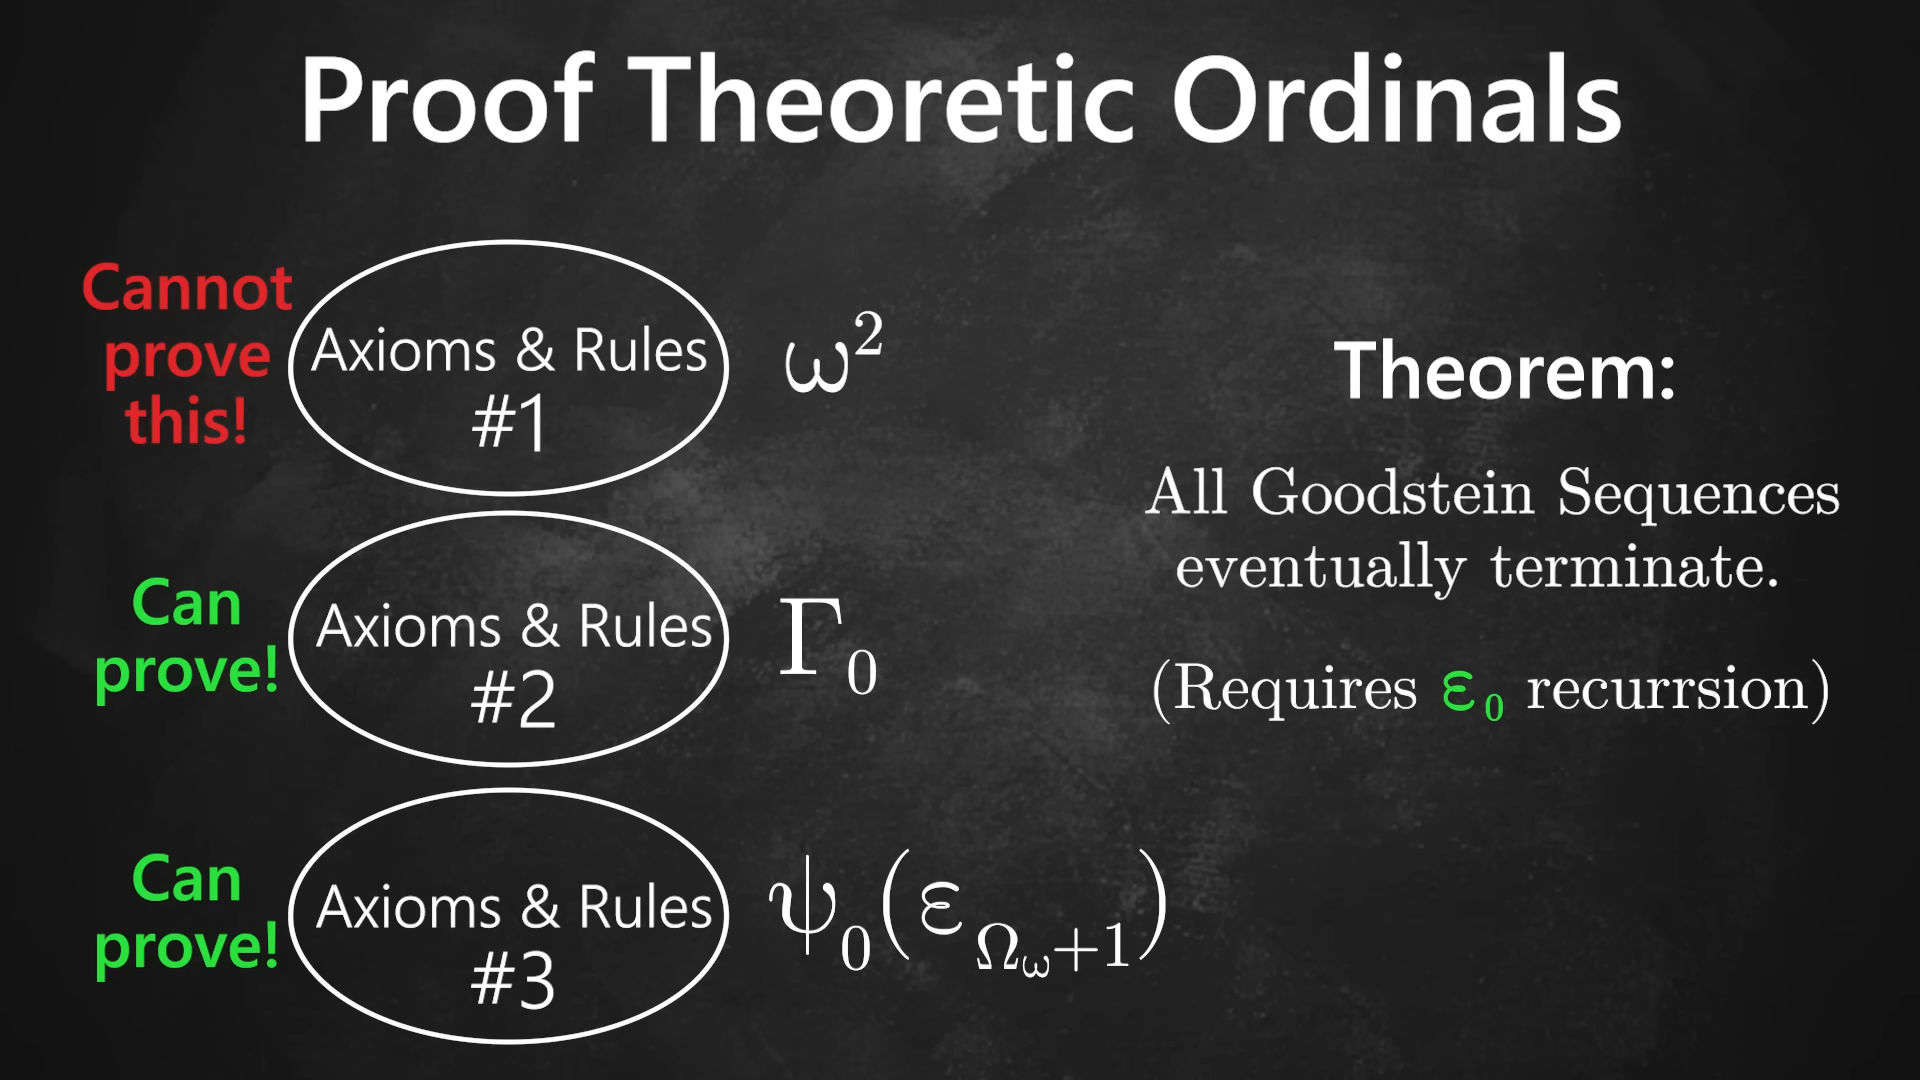 Proof Theoretic Ordinals
Cannot
prove
this!
Axioms & Rules
#1
ω²
Can
prove!
Axioms & Rules
#2
Γ₀
Can
prove!
Axioms & Rules
#3
ψ₀(ε_{Ω_ω+1})
Theorem:
All Goodstein Sequences
eventually terminate.
(Requires ε₀ recurrsion)